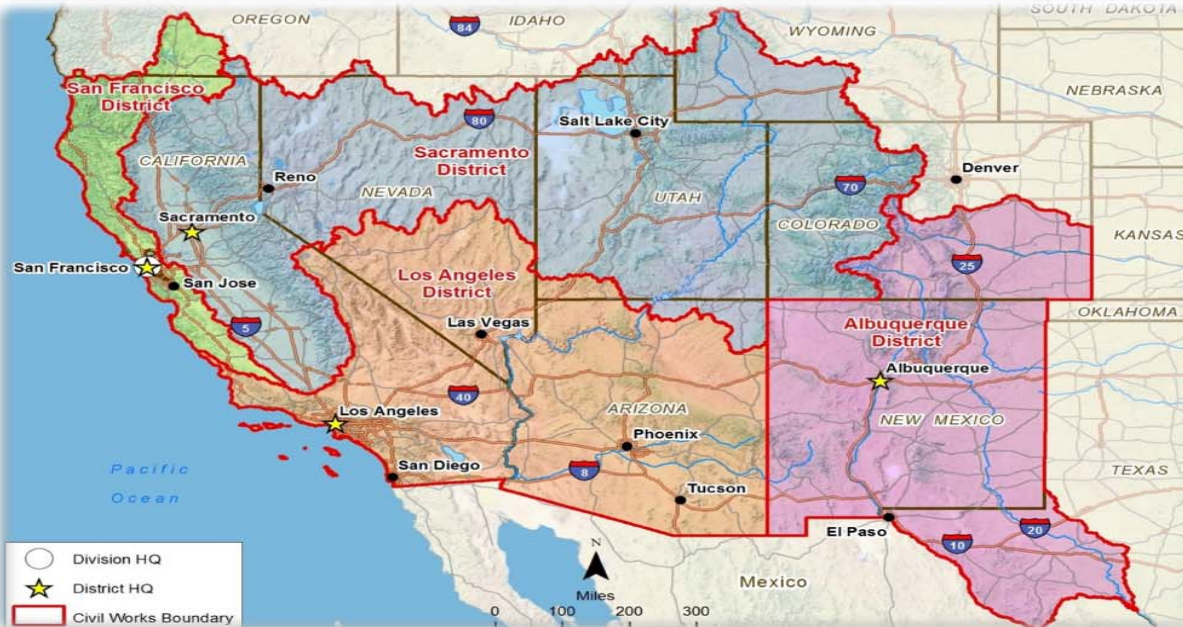 OREGON
IDAHO
84
WYOMING
SOUTH DAKOTA
NEBRASKA
San Francisco
District
80
Salt Lake City
CALIFORNIA
Sacramento
District
Reno
NEVADA
UTAH
70
COLORADO
Denver
KANSAS
Sacramento
San Francisco
San Jose
Los Angeles
District
25
5
Las Vegas
OKLAHOMA
Albuquerque
District
Albuquerque
40
Los Angeles
ARIZONA
NEW MEXICO
Phoenix
San Diego
8
TEXAS
Pacific
Ocean
Tucson
El Paso
20
10
Mexico
N
Miles
0 100 200 300
Division HQ
District HQ
Civil Works Boundary